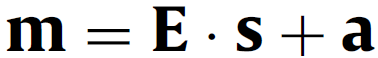 m = E · s + a